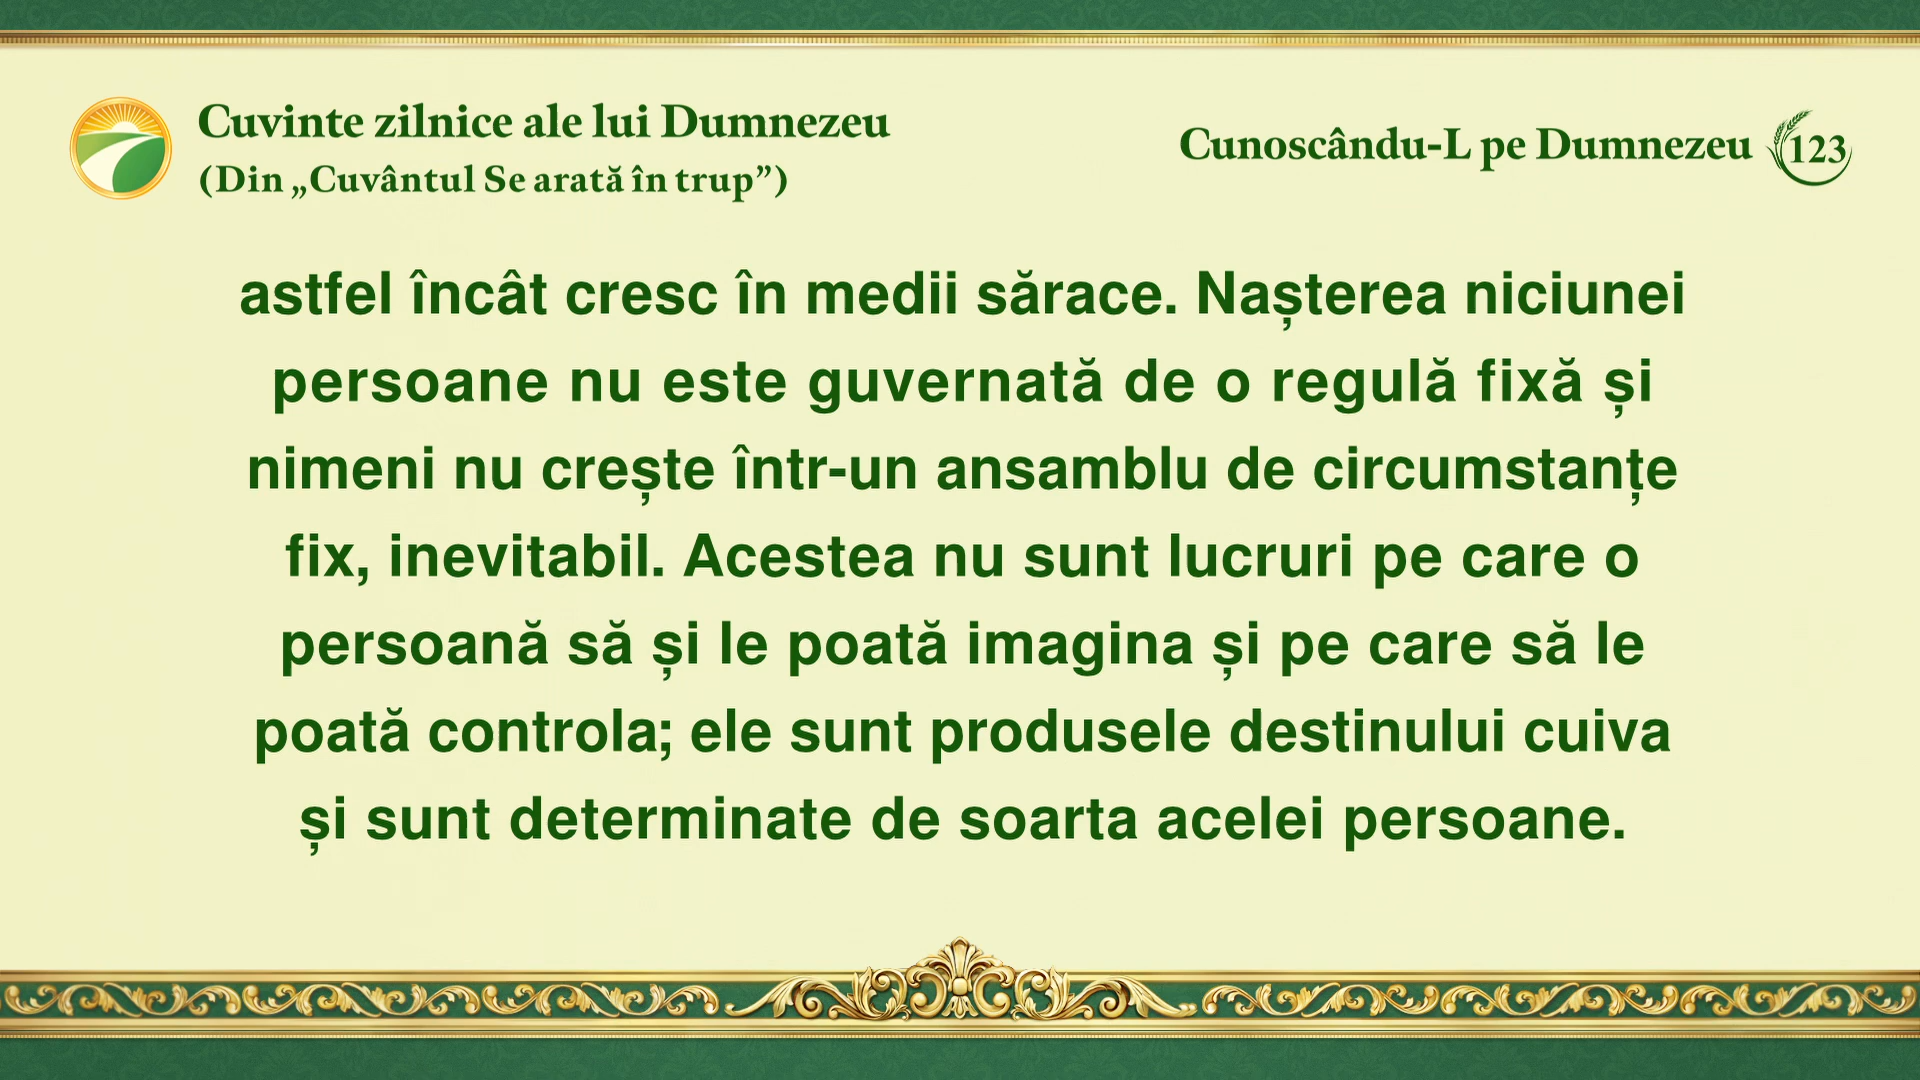 Cuvinte zilnice ale lui Dumnezeu
(Din „Cuvântul Se arată în trup”)
Cunoscându-L pe Dumnezeu 123
astfel încât cresc în medii sărace. Nașterea niciunei
persoane nu este guvernată de o regulă fixă și
nimeni nu crește într-un ansamblu de circumstanțe
fix, inevitabil. Acestea nu sunt lucruri pe care o
persoană să și le poată imagina și pe care să le
poată controla; ele sunt produsele destinului cuiva
și sunt determinate de soarta acelei persoane.